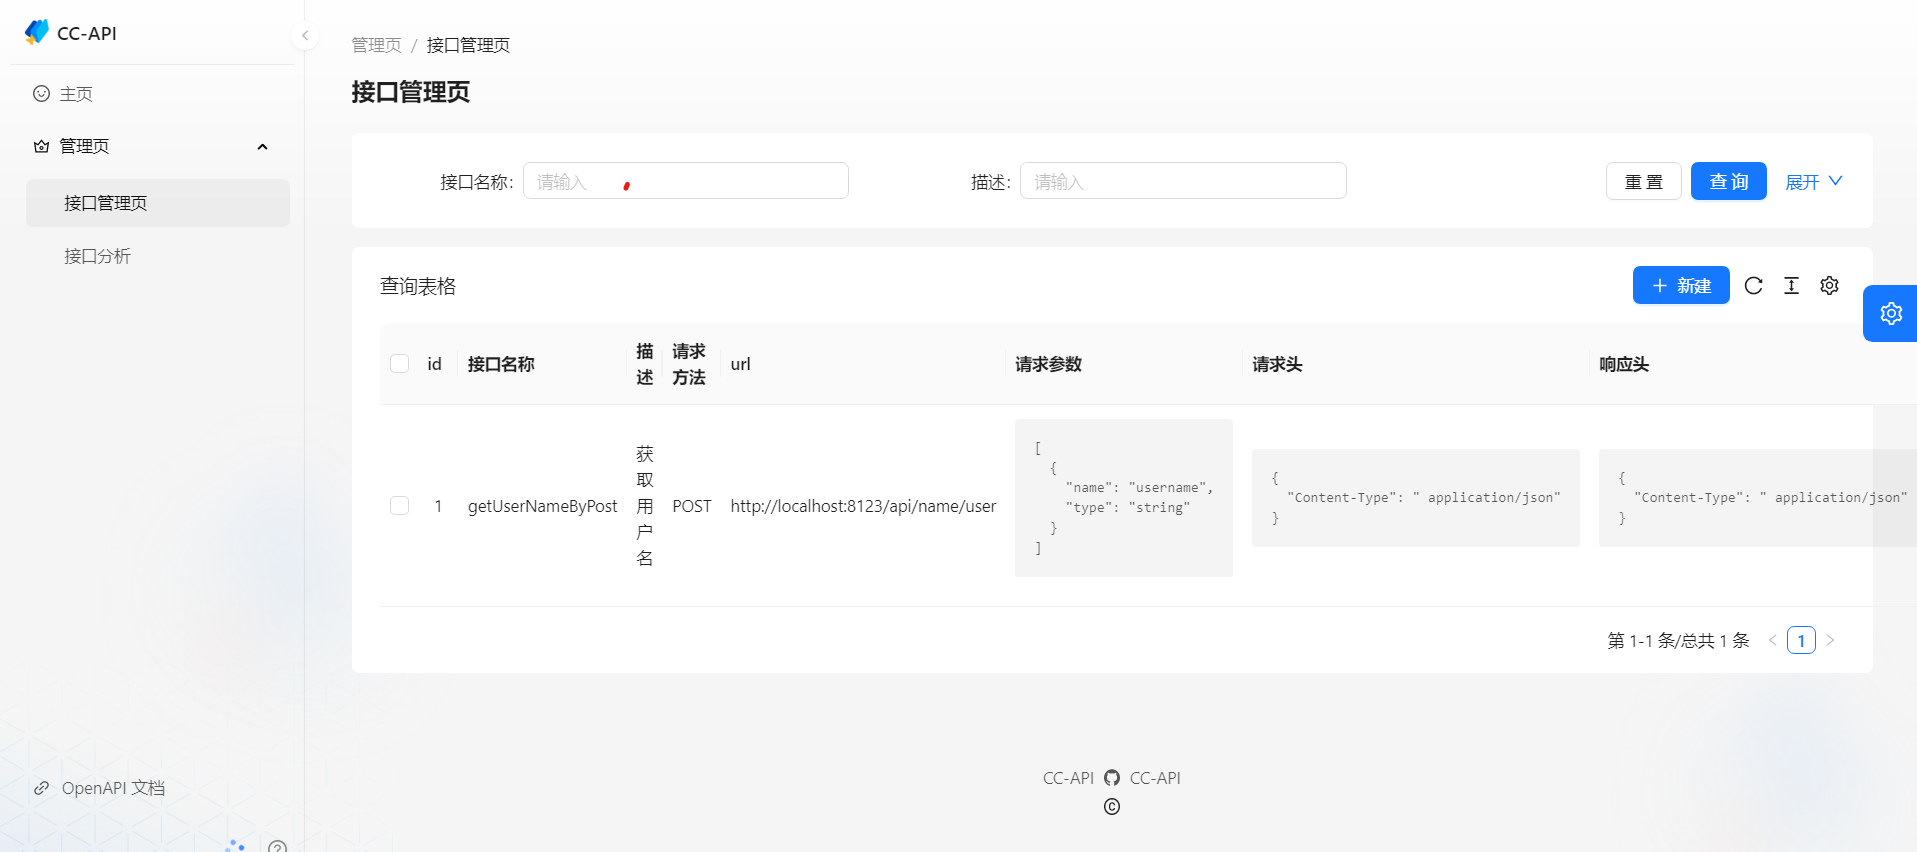 CC-API
主页
管理页
接口管理页
接口分析
OpenAPI 文档
管理页 / 接口管理页
接口管理页
接口名称: 请输入 描述: 请输入 重 置 查 询 展开
查询表格 新建
id 接口名称 描述 请求方法 url 请求参数 请求头 响应头
1 getUserNameByPost 获取用户名 POST http://localhost:8123/api/name/user
[
{
"name": "username",
"type": "string"
}
]
{
"Content-Type": " application/json"
}
{
"Content-Type": " application/json"
}
第 1-1 条/总共 1 条 < 1 >
CC-API CC-API
©